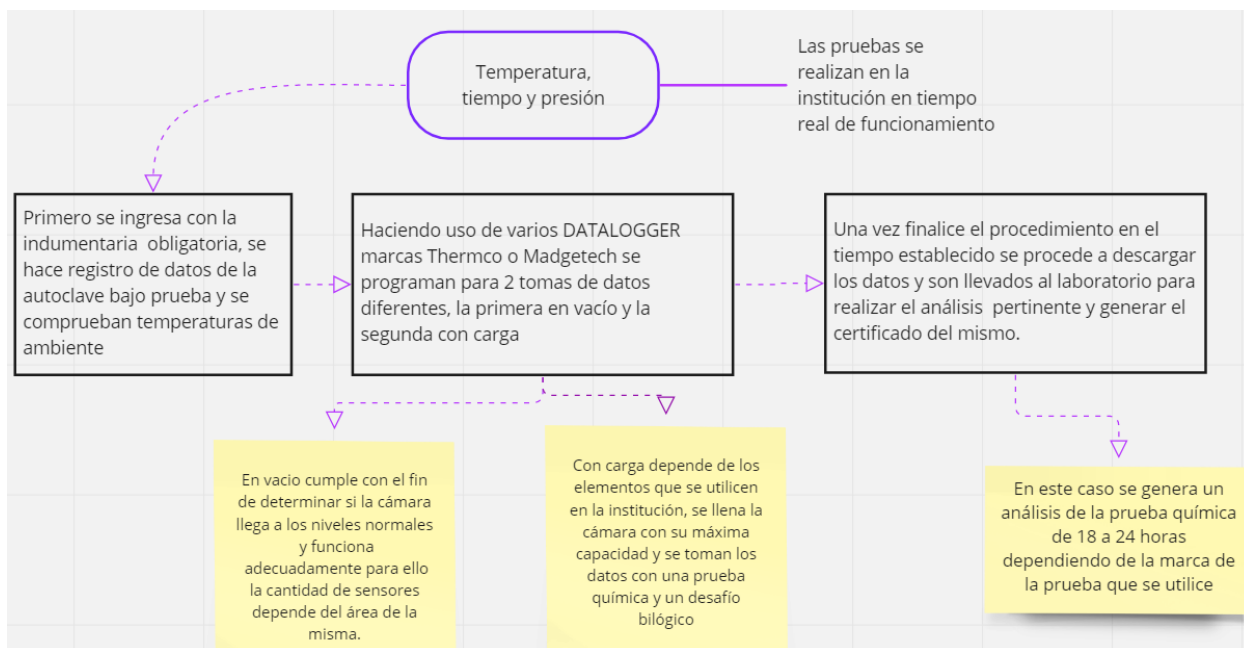 Temperatura,
tiempo y presión
Las pruebas se
realizan en la
institución en tiempo
real de funcionamiento
Primero se ingresa con la
indumentaria obligatoria, se
hace registro de datos de la
autoclave bajo prueba y se
comprueban temperaturas de
ambiente
Haciendo uso de varios DATALOGGER
marcas Thermco o Madgetech se
programan para 2 tomas de datos
diferentes, la primera en vacío y la
segunda con carga
Una vez finalice el procedimiento en el
tiempo establecido se procede a descargar
los datos y son llevados al laboratorio para
realizar el análisis pertinente y generar el
certificado del mismo.
En vacio cumple con el fin
de determinar si la cámara
llega a los niveles normales
y funciona
adecuadamente para ello
la cantidad de sensores
depende del área de la
misma.
Con carga depende de los
elementos que se utilicen
en la institución, se llena la
cámara con su máxima
capacidad y se toman los
datos con una prueba
química y un desafío
bilógico
En este caso se genera un
análisis de la prueba química
de 18 a 24 horas
dependiendo de la marca de
la prueba que se utilice